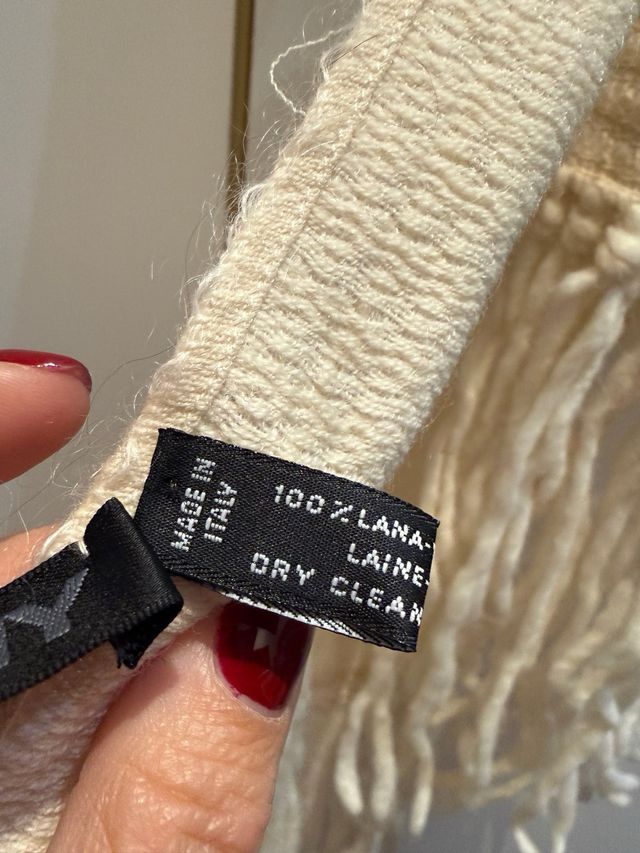 MADE IN
ITALY
100%LANA-
LAINE-
DRY CLEAN